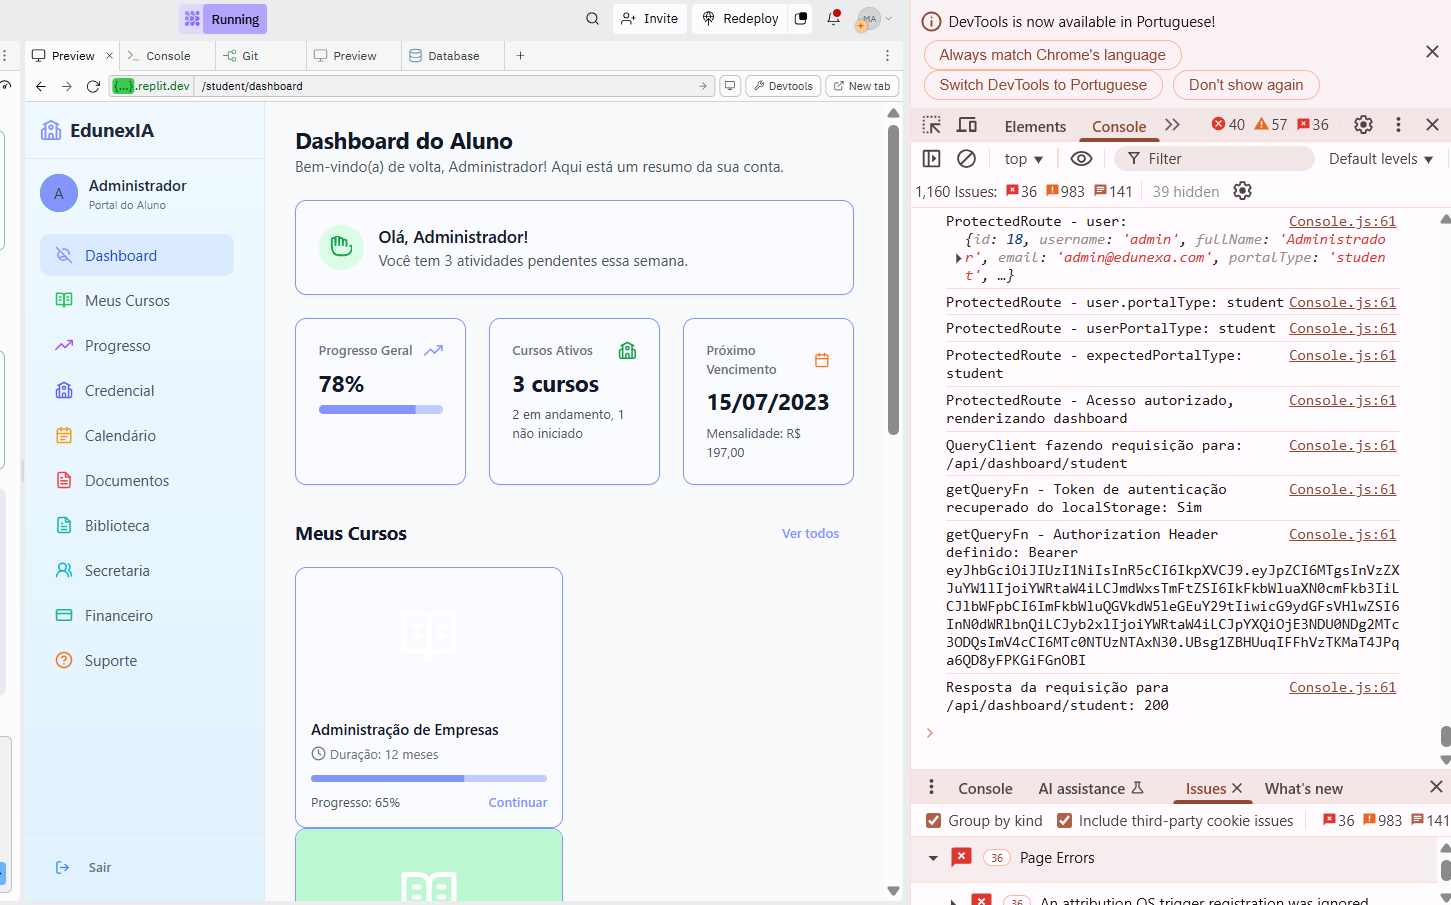 Running
Invite
Redeploy
MA
Preview
Console
Git
Preview
Database
{...}.replit.dev
/student/dashboard
Devtools
New tab
EdunexIA
A
Administrador
Portal do Aluno
Dashboard
Meus Cursos
Progresso
Credencial
Calendário
Documentos
Biblioteca
Secretaria
Financeiro
Suporte
Sair
Dashboard do Aluno
Bem-vindo(a) de volta, Administrador! Aqui está um resumo da sua conta.
Olá, Administrador!
Você tem 3 atividades pendentes essa semana.
Progresso Geral
78%
Cursos Ativos
3 cursos
2 em andamento, 1
não iniciado
Próximo
Vencimento
15/07/2023
Mensalidade: R$
197,00
Meus Cursos
Ver todos
Administração de Empresas
Duração: 12 meses
Progresso: 65%
Continuar
DevTools is now available in Portuguese!
Always match Chrome's language
Switch DevTools to Portuguese
Don't show again
Elements
Console
40
57
36
top
Filter
Default levels
1,160 Issues:
36
983
141
39 hidden
ProtectedRoute - user:
Console.js:61
{id: 18, username: 'admin', fullName: 'Administrado
r', email: 'admin@edunexa.com', portalType: 'studen
t', …}
ProtectedRoute - user.portalType: student
Console.js:61
ProtectedRoute - userPortalType: student
Console.js:61
ProtectedRoute - expectedPortalType:
student
Console.js:61
ProtectedRoute - Acesso autorizado,
renderizando dashboard
Console.js:61
QueryClient fazendo requisição para:
/api/dashboard/student
Console.js:61
getQueryFn - Token de autenticação
recuperado do localStorage: Sim
Console.js:61
getQueryFn - Authorization Header
definido: Bearer
Console.js:61
eyJhbGciOiJIUzI1NiIsInR5cCI6IkpXVCJ9.eyJpZCI6MTgsInVzZX
JuYW1lIjoiYWRtaW4iLCJmdWxsTmFtZSI6IkFkbWluaXN0cmFkb3IiL
CJlbWFpbCI6ImFkbWluQGVkdW5leGEuY29tIiwicG9ydGFsVHlwZSI6
InN0dWRlbnQiLCJyb2xlIjoiYWRtaW4iLCJpYXQiOjE3NDU0NDg2MTc
3ODQsImV4cCI6MTc0NTUzNTAxN30.UBsg1ZBHUuqIFFhVzTKMaT4JPq
a6QD8yFPKGiFGnOBI
Resposta da requisição para
/api/dashboard/student: 200
Console.js:61
Console
AI assistance
Issues
What's new
Group by kind
Include third-party cookie issues
36
983
141
36
Page Errors
36
An attribution OS trigger registration was ignored